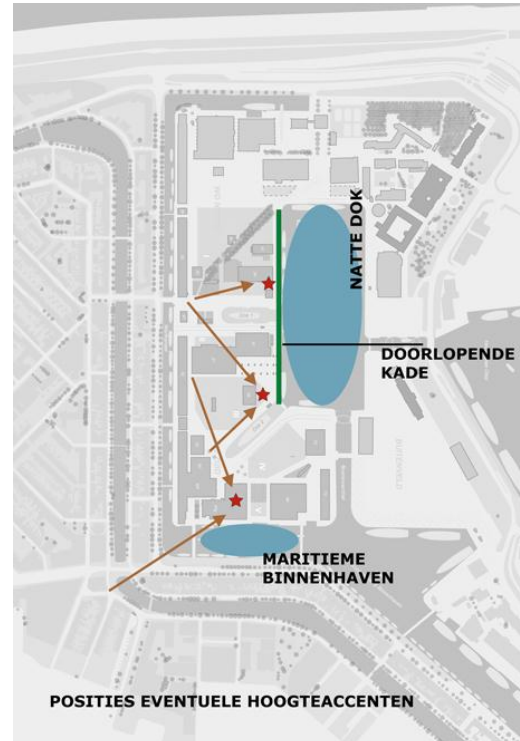 NATTE DOK
DOORLOPENDE
KADE
MARITIEME
BINNENHAVEN
POSITIES EVENTUELE HOOGTEACCENTEN